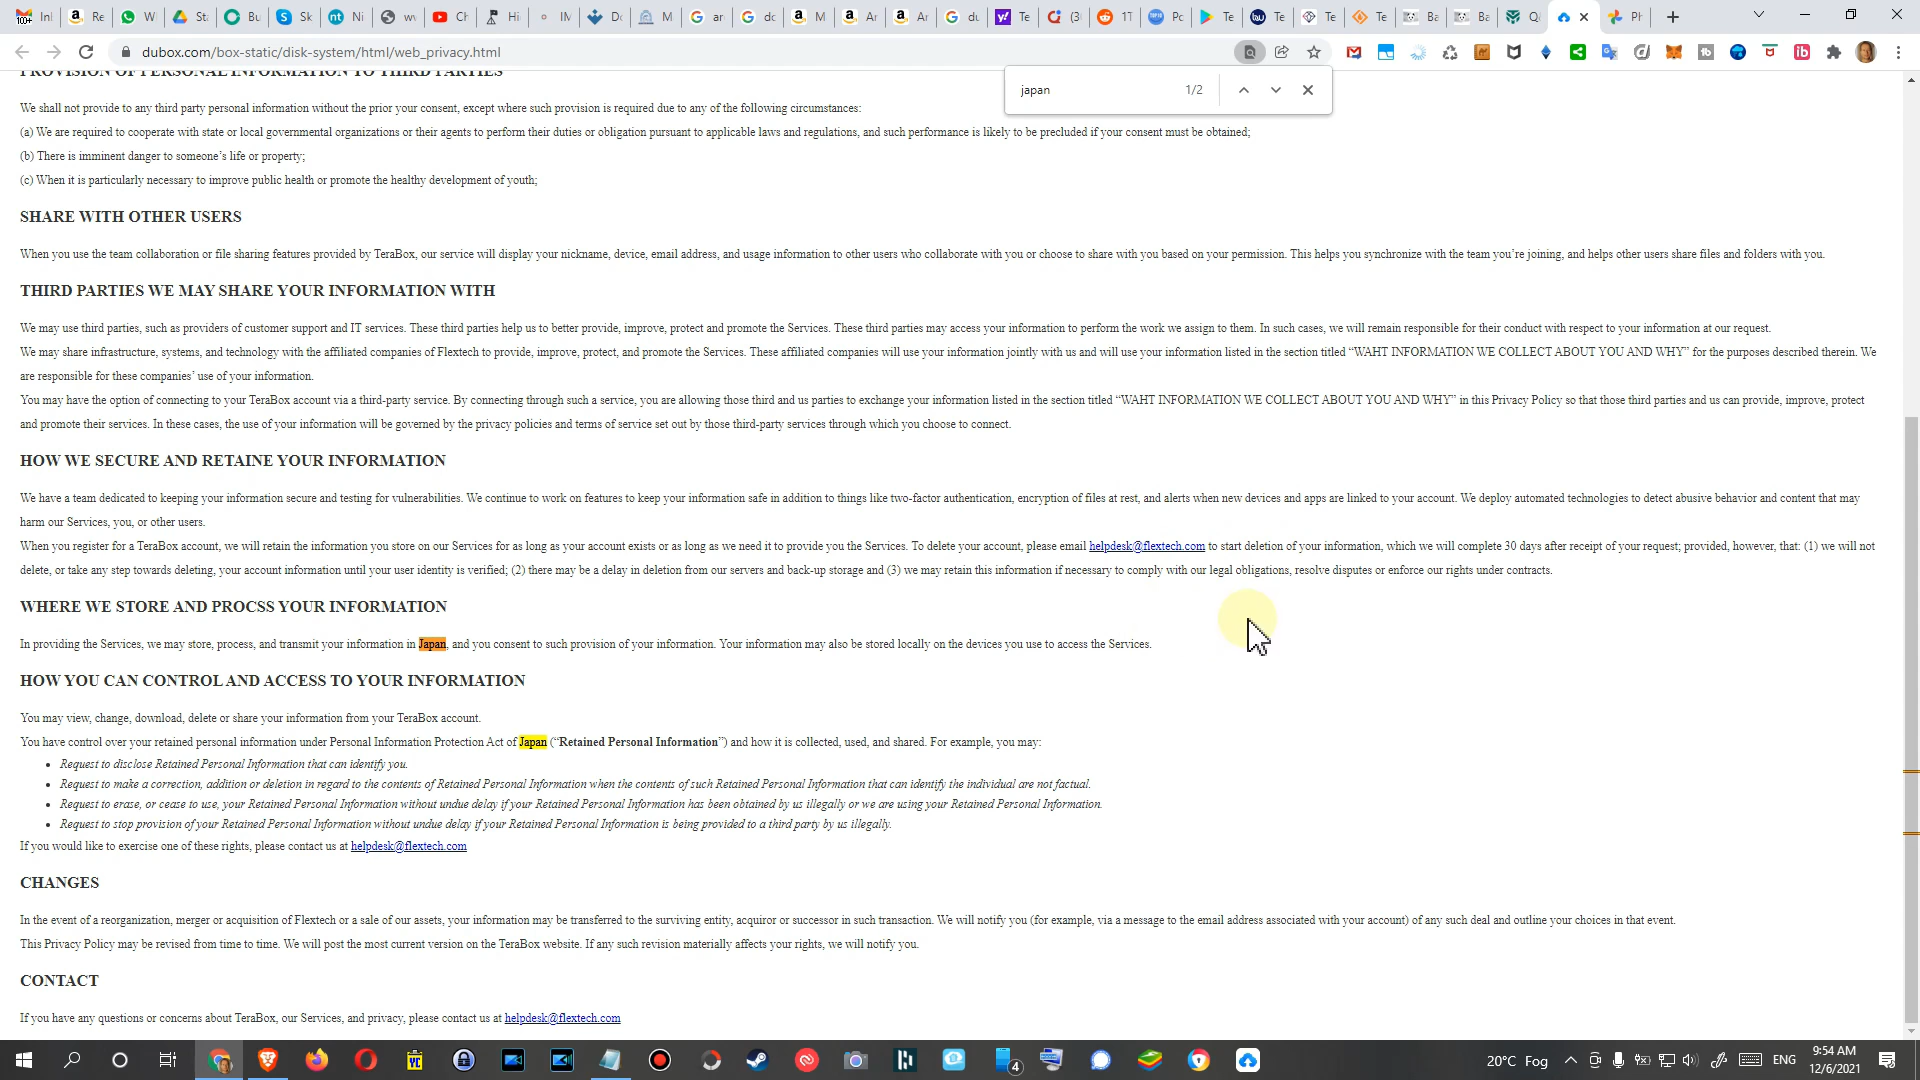 Inl
Re
W
St
Bu
Sk
Ni
wv
Ch
Hi
IM
Do
M
ar
do
M
Ar
Ar
du
Te
(3
1T
Pc
Te
Te
Te
Te
Ba
Ba
Q
Ph
dubox.com/box-static/disk-system/html/web_privacy.html
japan 1/2
PROVISION OF PERSONAL INFORMATION TO THIRD PARTIES
We shall not provide to any third party personal information without the prior your consent, except where such provision is required due to any of the following circumstances:
(a) We are required to cooperate with state or local governmental organizations or their agents to perform their duties or obligation pursuant to applicable laws and regulations, and such performance is likely to be precluded if your consent must be obtained;
(b) There is imminent danger to someone’s life or property;
(c) When it is particularly necessary to improve public health or promote the healthy development of youth;
SHARE WITH OTHER USERS
When you use the team collaboration or file sharing features provided by TeraBox, our service will display your nickname, device, email address, and usage information to other users who collaborate with you or choose to share with you based on your permission. This helps you synchronize with the team you’re joining, and helps other users share files and folders with you.
THIRD PARTIES WE MAY SHARE YOUR INFORMATION WITH
We may use third parties, such as providers of customer support and IT services. These third parties help us to better provide, improve, protect and promote the Services. These third parties may access your information to perform the work we assign to them. In such cases, we will remain responsible for their conduct with respect to your information at our request.
We may share infrastructure, systems, and technology with the affiliated companies of Flextech to provide, improve, protect, and promote the Services. These affiliated companies will use your information jointly with us and will use your information listed in the section titled “WAHT INFORMATION WE COLLECT ABOUT YOU AND WHY” for the purposes described therein. We
are responsible for these companies’ use of your information.
You may have the option of connecting to your TeraBox account via a third-party service. By connecting through such a service, you are allowing those third and us parties to exchange your information listed in the section titled “WAHT INFORMATION WE COLLECT ABOUT YOU AND WHY” in this Privacy Policy so that those third parties and us can provide, improve, protect
and promote their services. In these cases, the use of your information will be governed by the privacy policies and terms of service set out by those third-party services through which you choose to connect.
HOW WE SECURE AND RETAINE YOUR INFORMATION
We have a team dedicated to keeping your information secure and testing for vulnerabilities. We continue to work on features to keep your information safe in addition to things like two-factor authentication, encryption of files at rest, and alerts when new devices and apps are linked to your account. We deploy automated technologies to detect abusive behavior and content that may
harm our Services, you, or other users.
When you register for a TeraBox account, we will retain the information you store on our Services for as long as your account exists or as long as we need it to provide you the Services. To delete your account, please email helpdesk@flextech.com to start deletion of your information, which we will complete 30 days after receipt of your request; provided, however, that: (1) we will not
delete, or take any step towards deleting, your account information until your user identity is verified; (2) there may be a delay in deletion from our servers and back-up storage and (3) we may retain this information if necessary to comply with our legal obligations, resolve disputes or enforce our rights under contracts.
WHERE WE STORE AND PROCSS YOUR INFORMATION
In providing the Services, we may store, process, and transmit your information in Japan, and you consent to such provision of your information. Your information may also be stored locally on the devices you use to access the Services.
HOW YOU CAN CONTROL AND ACCESS TO YOUR INFORMATION
You may view, change, download, delete or share your information from your TeraBox account.
You have control over your retained personal information under Personal Information Protection Act of Japan (“Retained Personal Information”) and how it is collected, used, and shared. For example, you may:
• Request to disclose Retained Personal Information that can identify you.
• Request to make a correction, addition or deletion in regard to the contents of Retained Personal Information when the contents of such Retained Personal Information that can identify the individual are not factual.
• Request to erase, or cease to use, your Retained Personal Information without undue delay if your Retained Personal Information has been obtained by us illegally or we are using your Retained Personal Information.
• Request to stop provision of your Retained Personal Information without undue delay if your Retained Personal Information is being provided to a third party by us illegally.
If you would like to exercise one of these rights, please contact us at helpdesk@flextech.com
CHANGES
In the event of a reorganization, merger or acquisition of Flextech or a sale of our assets, your information may be transferred to the surviving entity, acquiror or successor in such transaction. We will notify you (for example, via a message to the email address associated with your account) of any such deal and outline your choices in that event.
This Privacy Policy may be revised from time to time. We will post the most current version on the TeraBox website. If any such revision materially affects your rights, we will notify you.
CONTACT
If you have any questions or concerns about TeraBox, our Services, and privacy, please contact us at helpdesk@flextech.com
20°C Fog
ENG
9:54 AM
12/6/2021